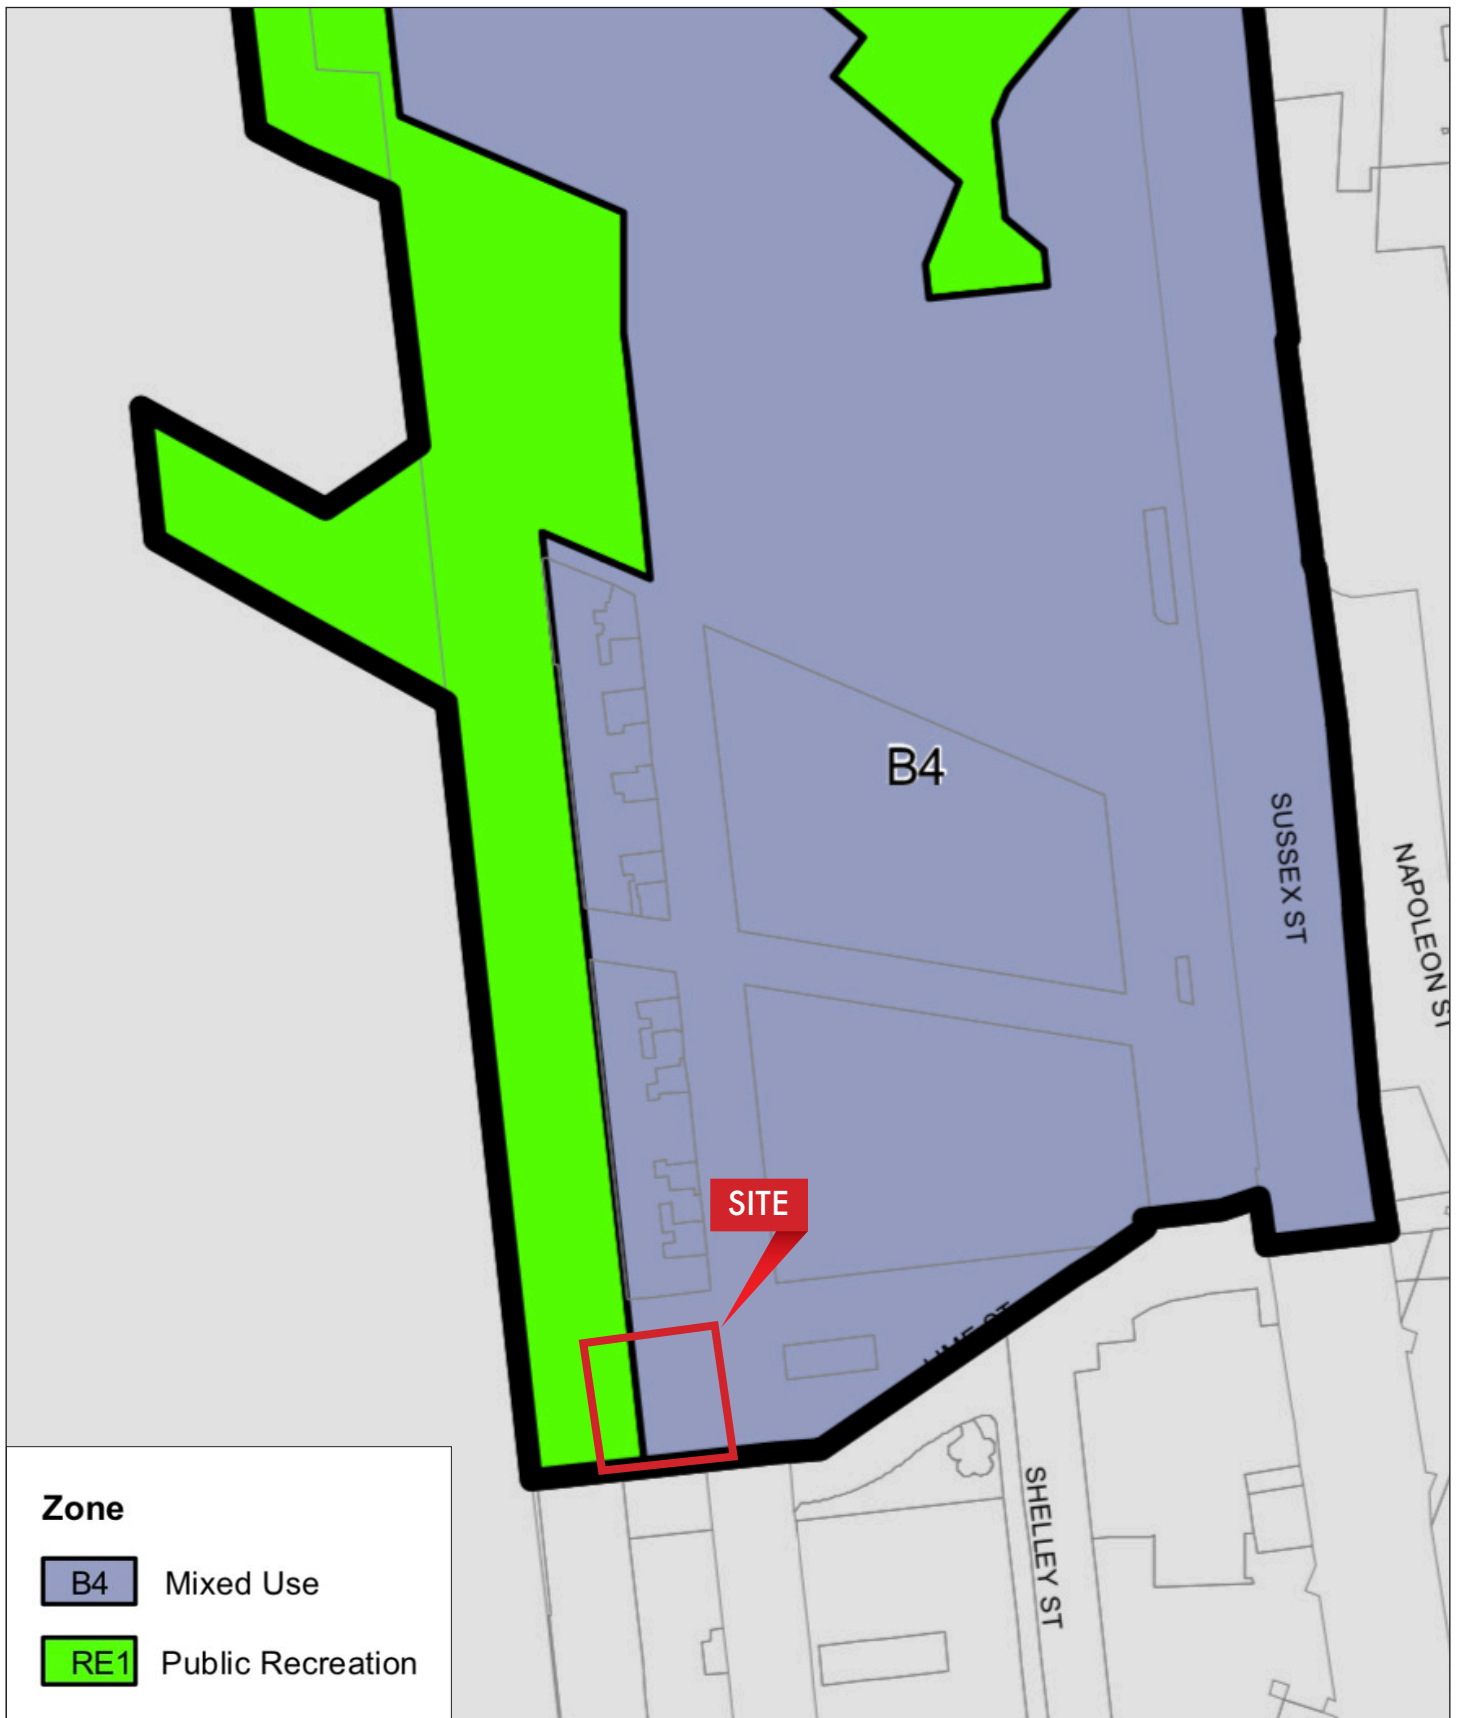 B4
SUSSEX ST
NAPOLEON ST
SITE
SHELLEY ST
Zone
B4 Mixed Use
RE1 Public Recreation